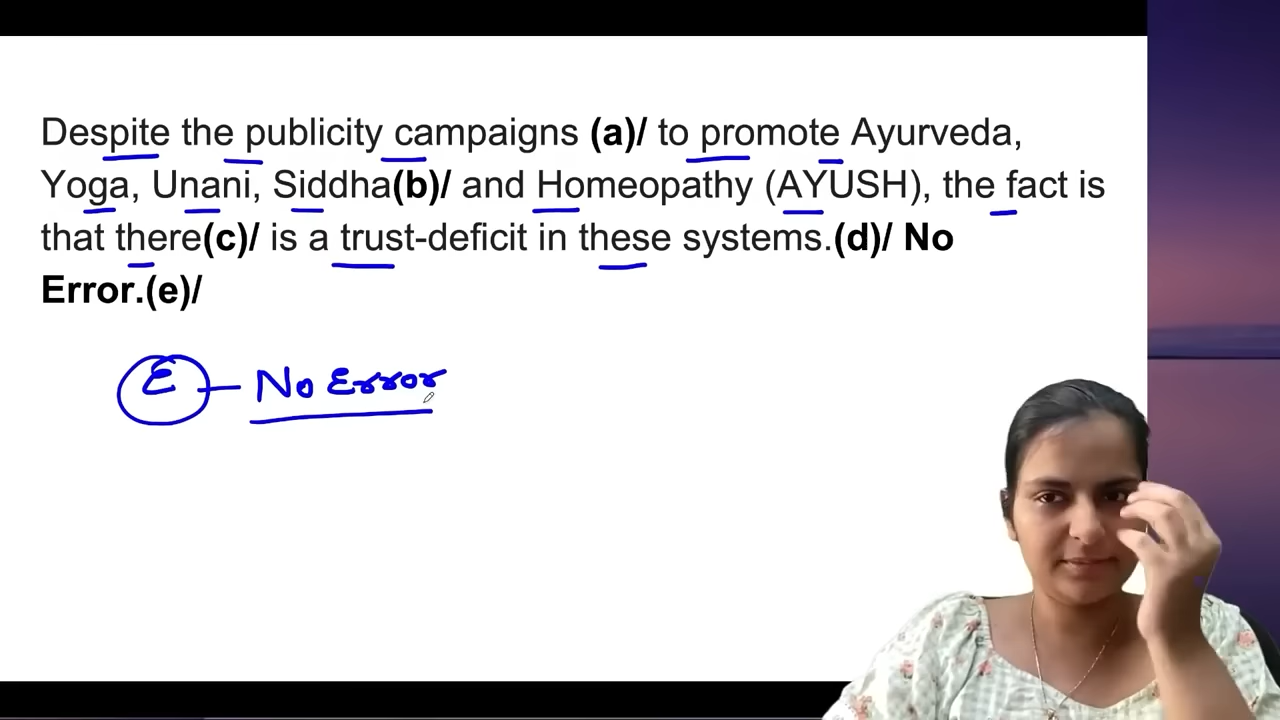 Despite the publicity campaigns (a)/ to promote Ayurveda,
Yoga, Unani, Siddha(b)/ and Homeopathy (AYUSH), the fact is
that there(c)/ is a trust-deficit in these systems.(d)/ No
Error.(e)/
E - No Error